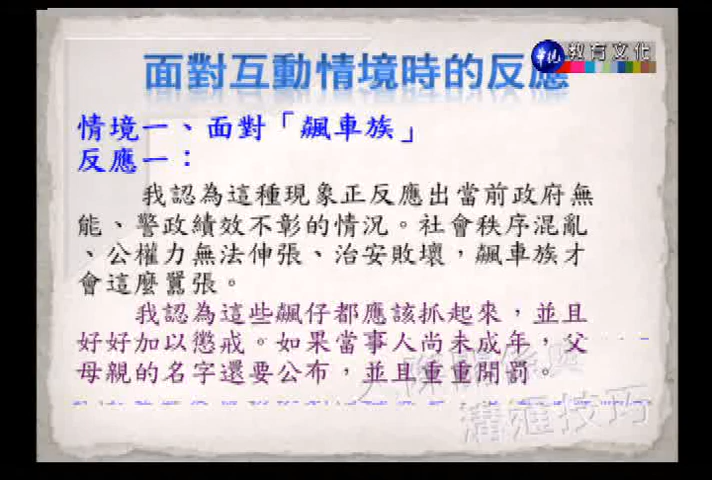 面對互動情境時的反應
華視
教育文化
情境一、面對「飆車族」
反應一：
我認為這種現象正反應出當前政府無
能、警政績效不彰的情況。社會秩序混亂
、公權力無法伸張、治安敗壞，飆車族才
會這麼囂張。
我認為這些飆仔都應該抓起來，並且
好好加以懲戒。如果當事人尚未成年，父
母親的名字還要公布，並且重重開罰。
溝通技巧